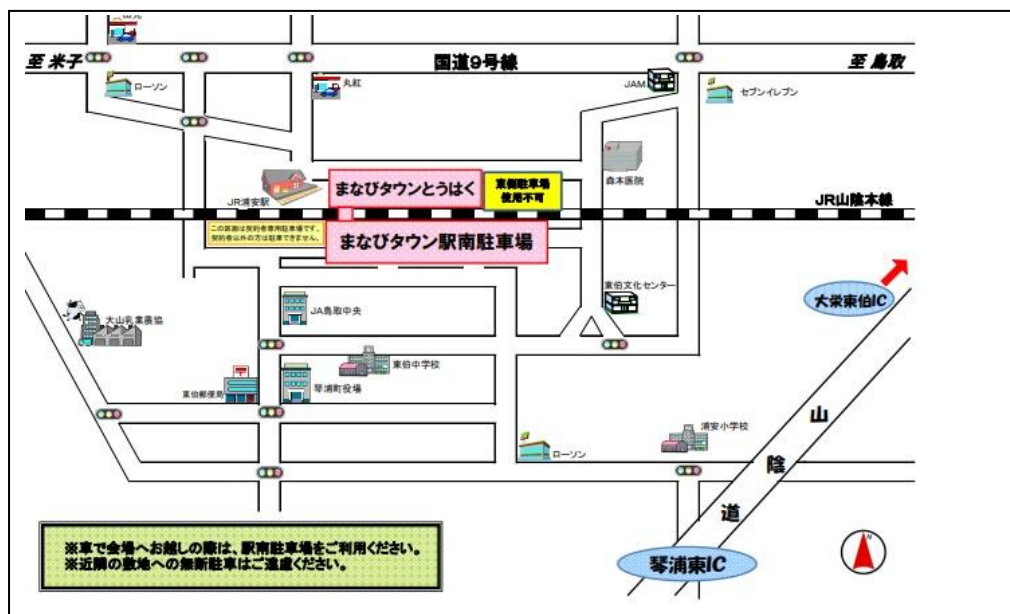 至 米子
国道9号線
至 鳥取
ローソン
丸紅
JAM
セブンイレブン
森本医院
JR浦安駅
まなびタウンとうはく
東側駐車場
使用不可
JR山陰本線
この区画は契約者専用駐車場です。
契約者以外の方は駐車できません。
まなびタウン駅南駐車場
大栄東伯IC
東伯文化センター
大山乳業農協
JA鳥取中央
東伯中学校
東伯郵便局
琴浦町役場
浦安小学校
ローソン
山陰道
琴浦東IC
※車で会場へお越しの際は、駅南駐車場をご利用ください。
※近隣の敷地への無断駐車はご遠慮ください。
N